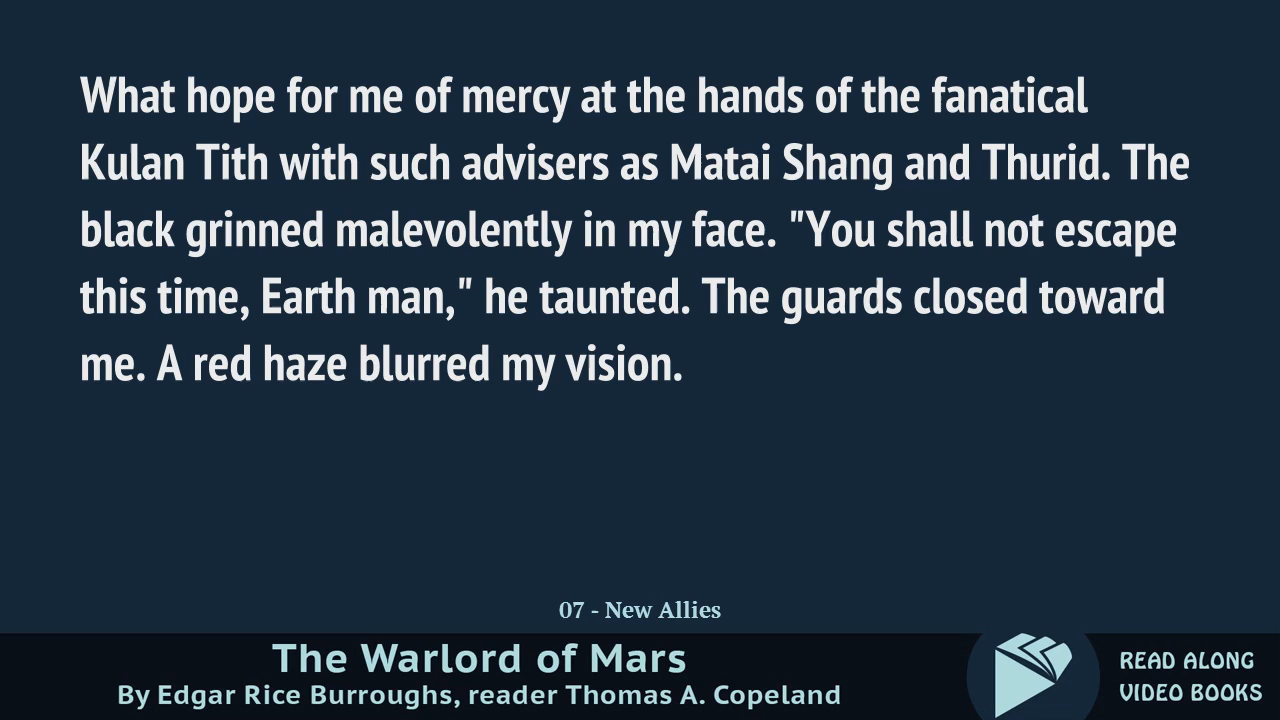 What hope for me of mercy at the hands of the fanatical
Kulan Tith with such advisers as Matai Shang and Thurid. The
black grinned malevolently in my face. "You shall not escape
this time, Earth man," he taunted. The guards closed toward
me. A red haze blurred my vision.
07 - New Allies
The Warlord of Mars
By Edgar Rice Burroughs, reader Thomas A. Copeland
READ ALONG
VIDEO BOOKS